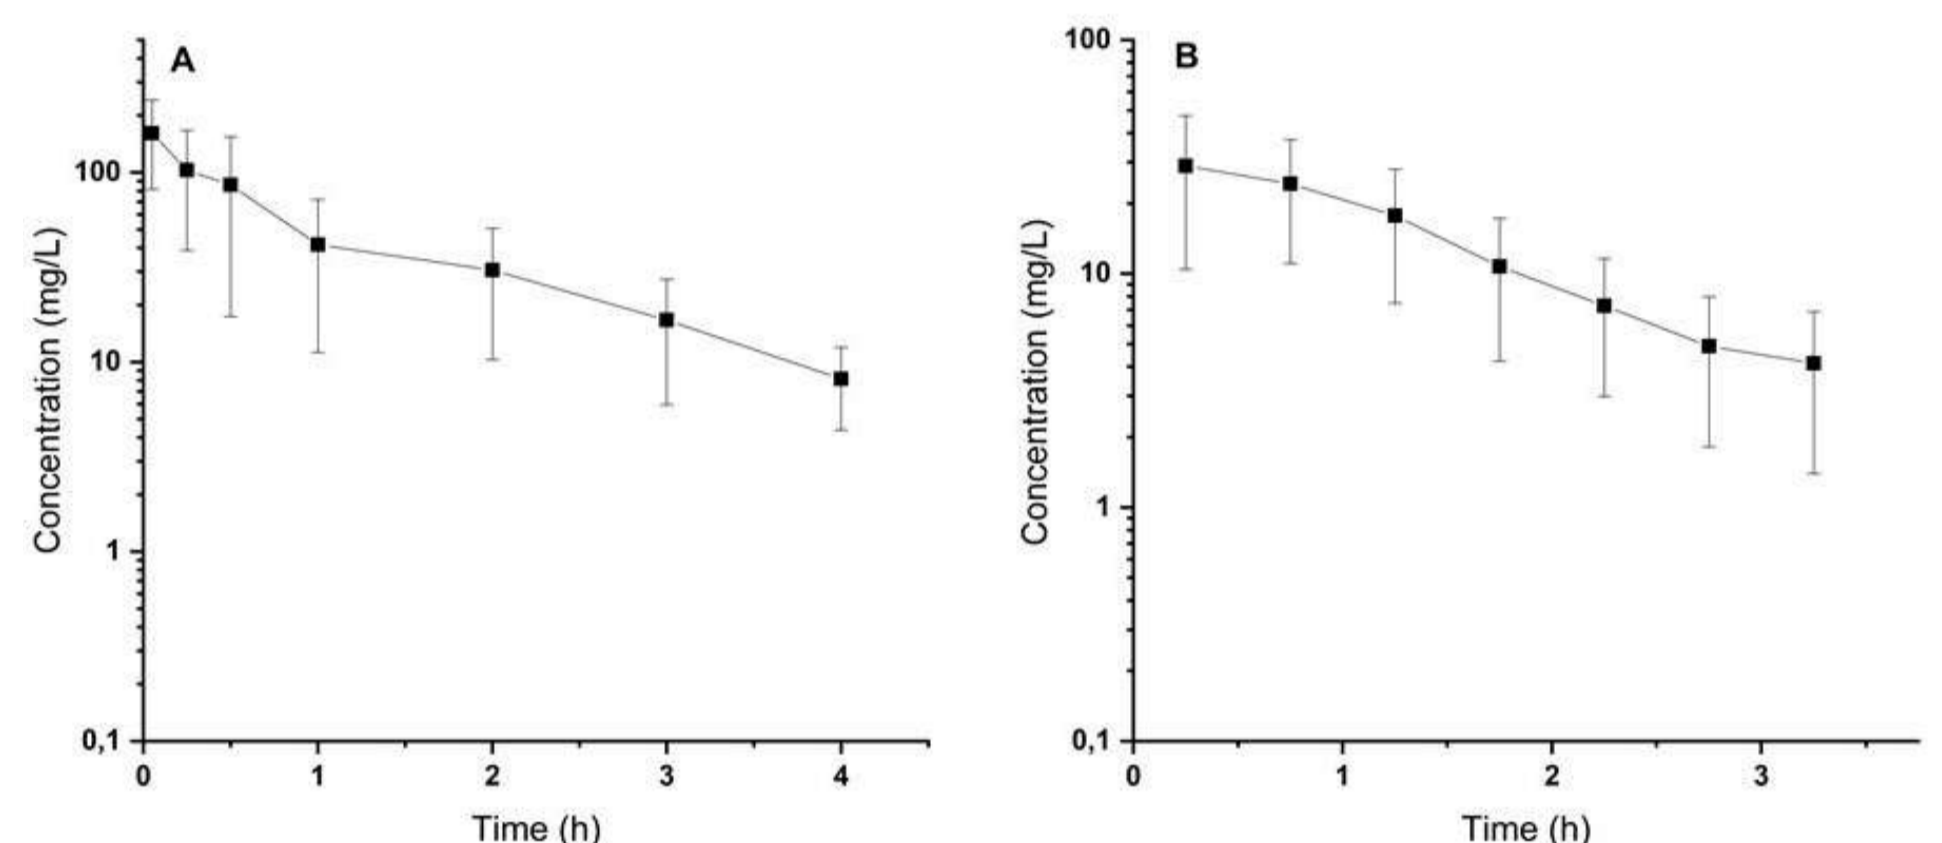 A
Concentration (mg/L)
100
10
1
0,1
0 1 2 3 4
Time (h)
B
Concentration (mg/L)
100
10
1
0,1
0 1 2 3
Time (h)